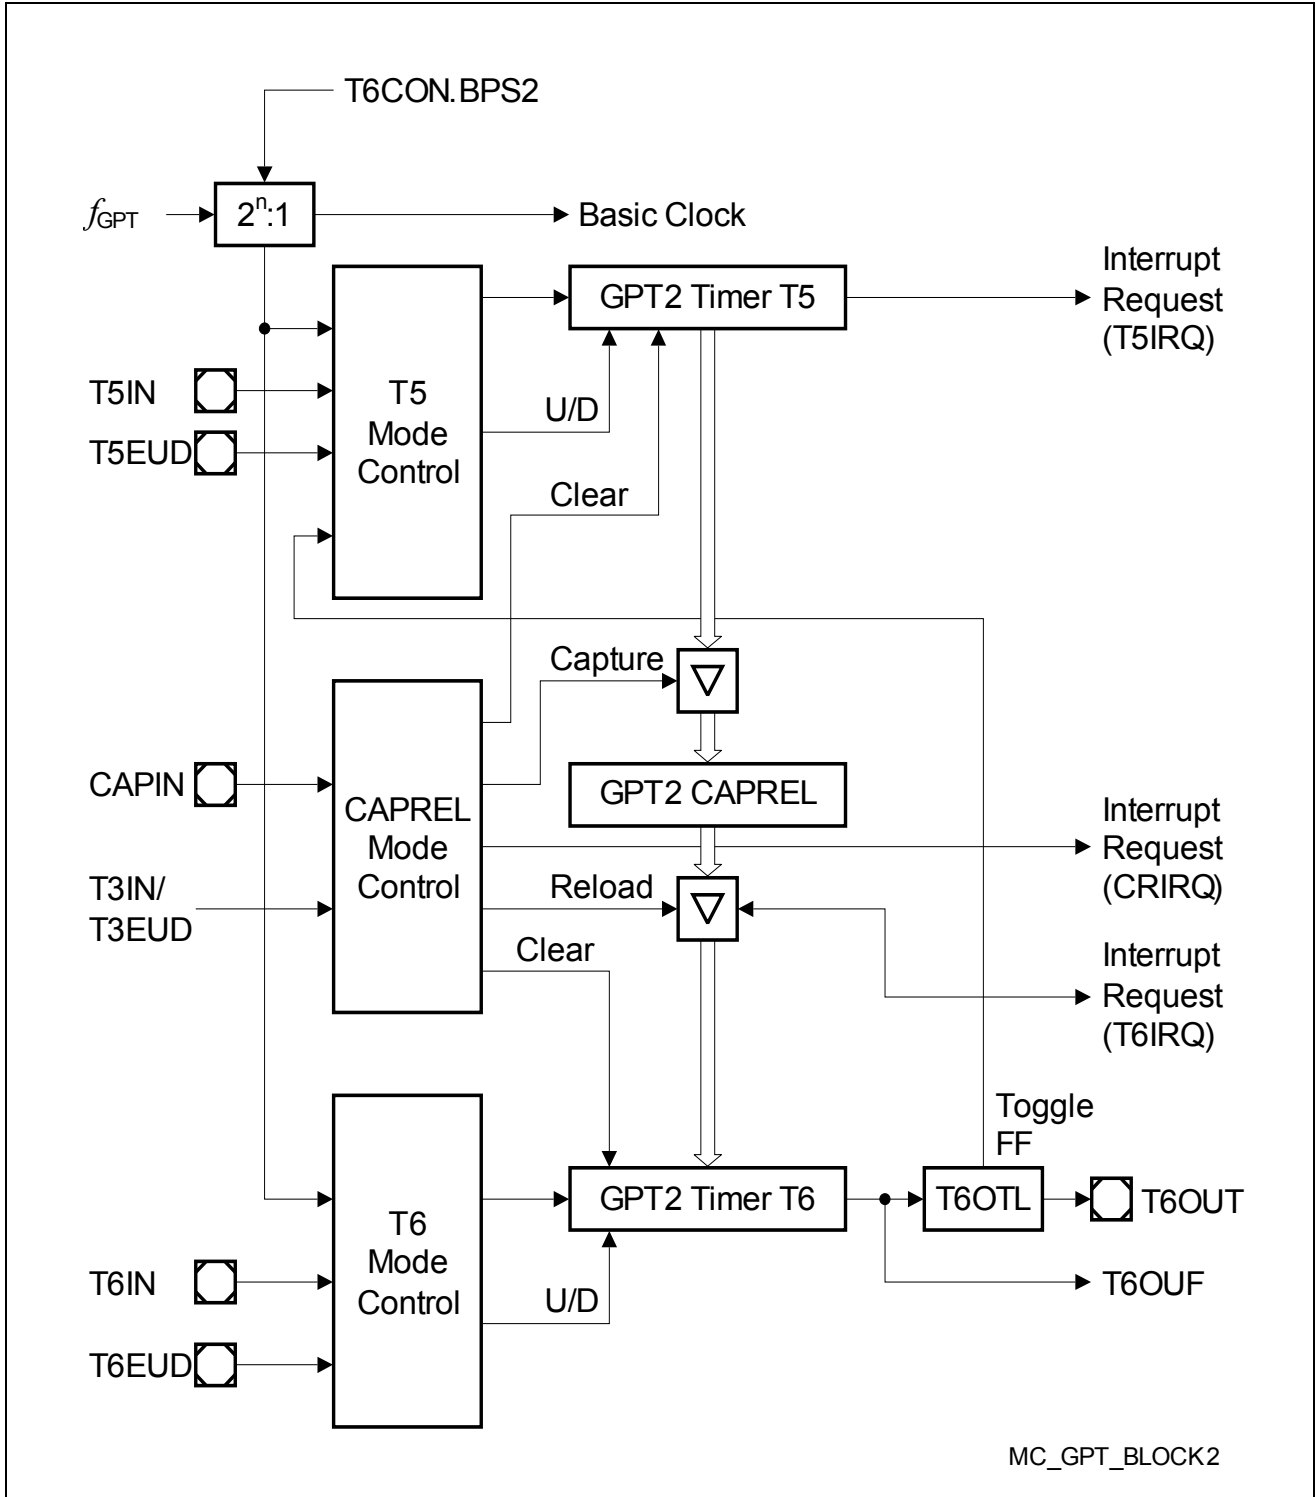 T6CON.BPS2
fGPT
2n:1
Basic Clock
Interrupt
Request
(T5IRQ)
GPT2 Timer T5
T5IN
T5EUD
T5
Mode
Control
U/D
Clear
Capture
CAPIN
T3IN/
T3EUD
CAPREL
Mode
Control
GPT2 CAPREL
Interrupt
Request
(CRIRQ)
Reload
Clear
Interrupt
Request
(T6IRQ)
Toggle
FF
T6
Mode
Control
GPT2 Timer T6
T6OTL
T6OUT
T6IN
T6EUD
U/D
T6OUF
MC_GPT_BLOCK2